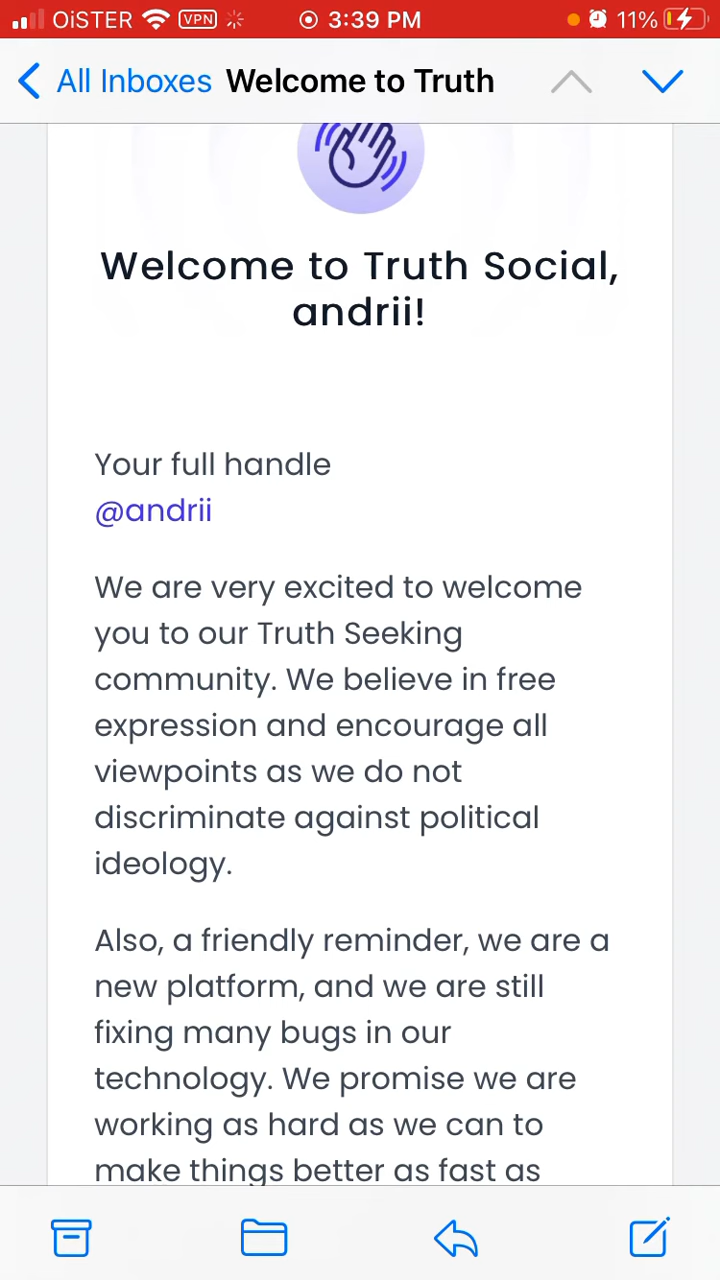 OiSTER VPN 3:39 PM 11%
All Inboxes Welcome to Truth
Welcome to Truth Social,
andrii!
Your full handle
@andrii
We are very excited to welcome
you to our Truth Seeking
community. We believe in free
expression and encourage all
viewpoints as we do not
discriminate against political
ideology.
Also, a friendly reminder, we are a
new platform, and we are still
fixing many bugs in our
technology. We promise we are
working as hard as we can to
make things better as fast as